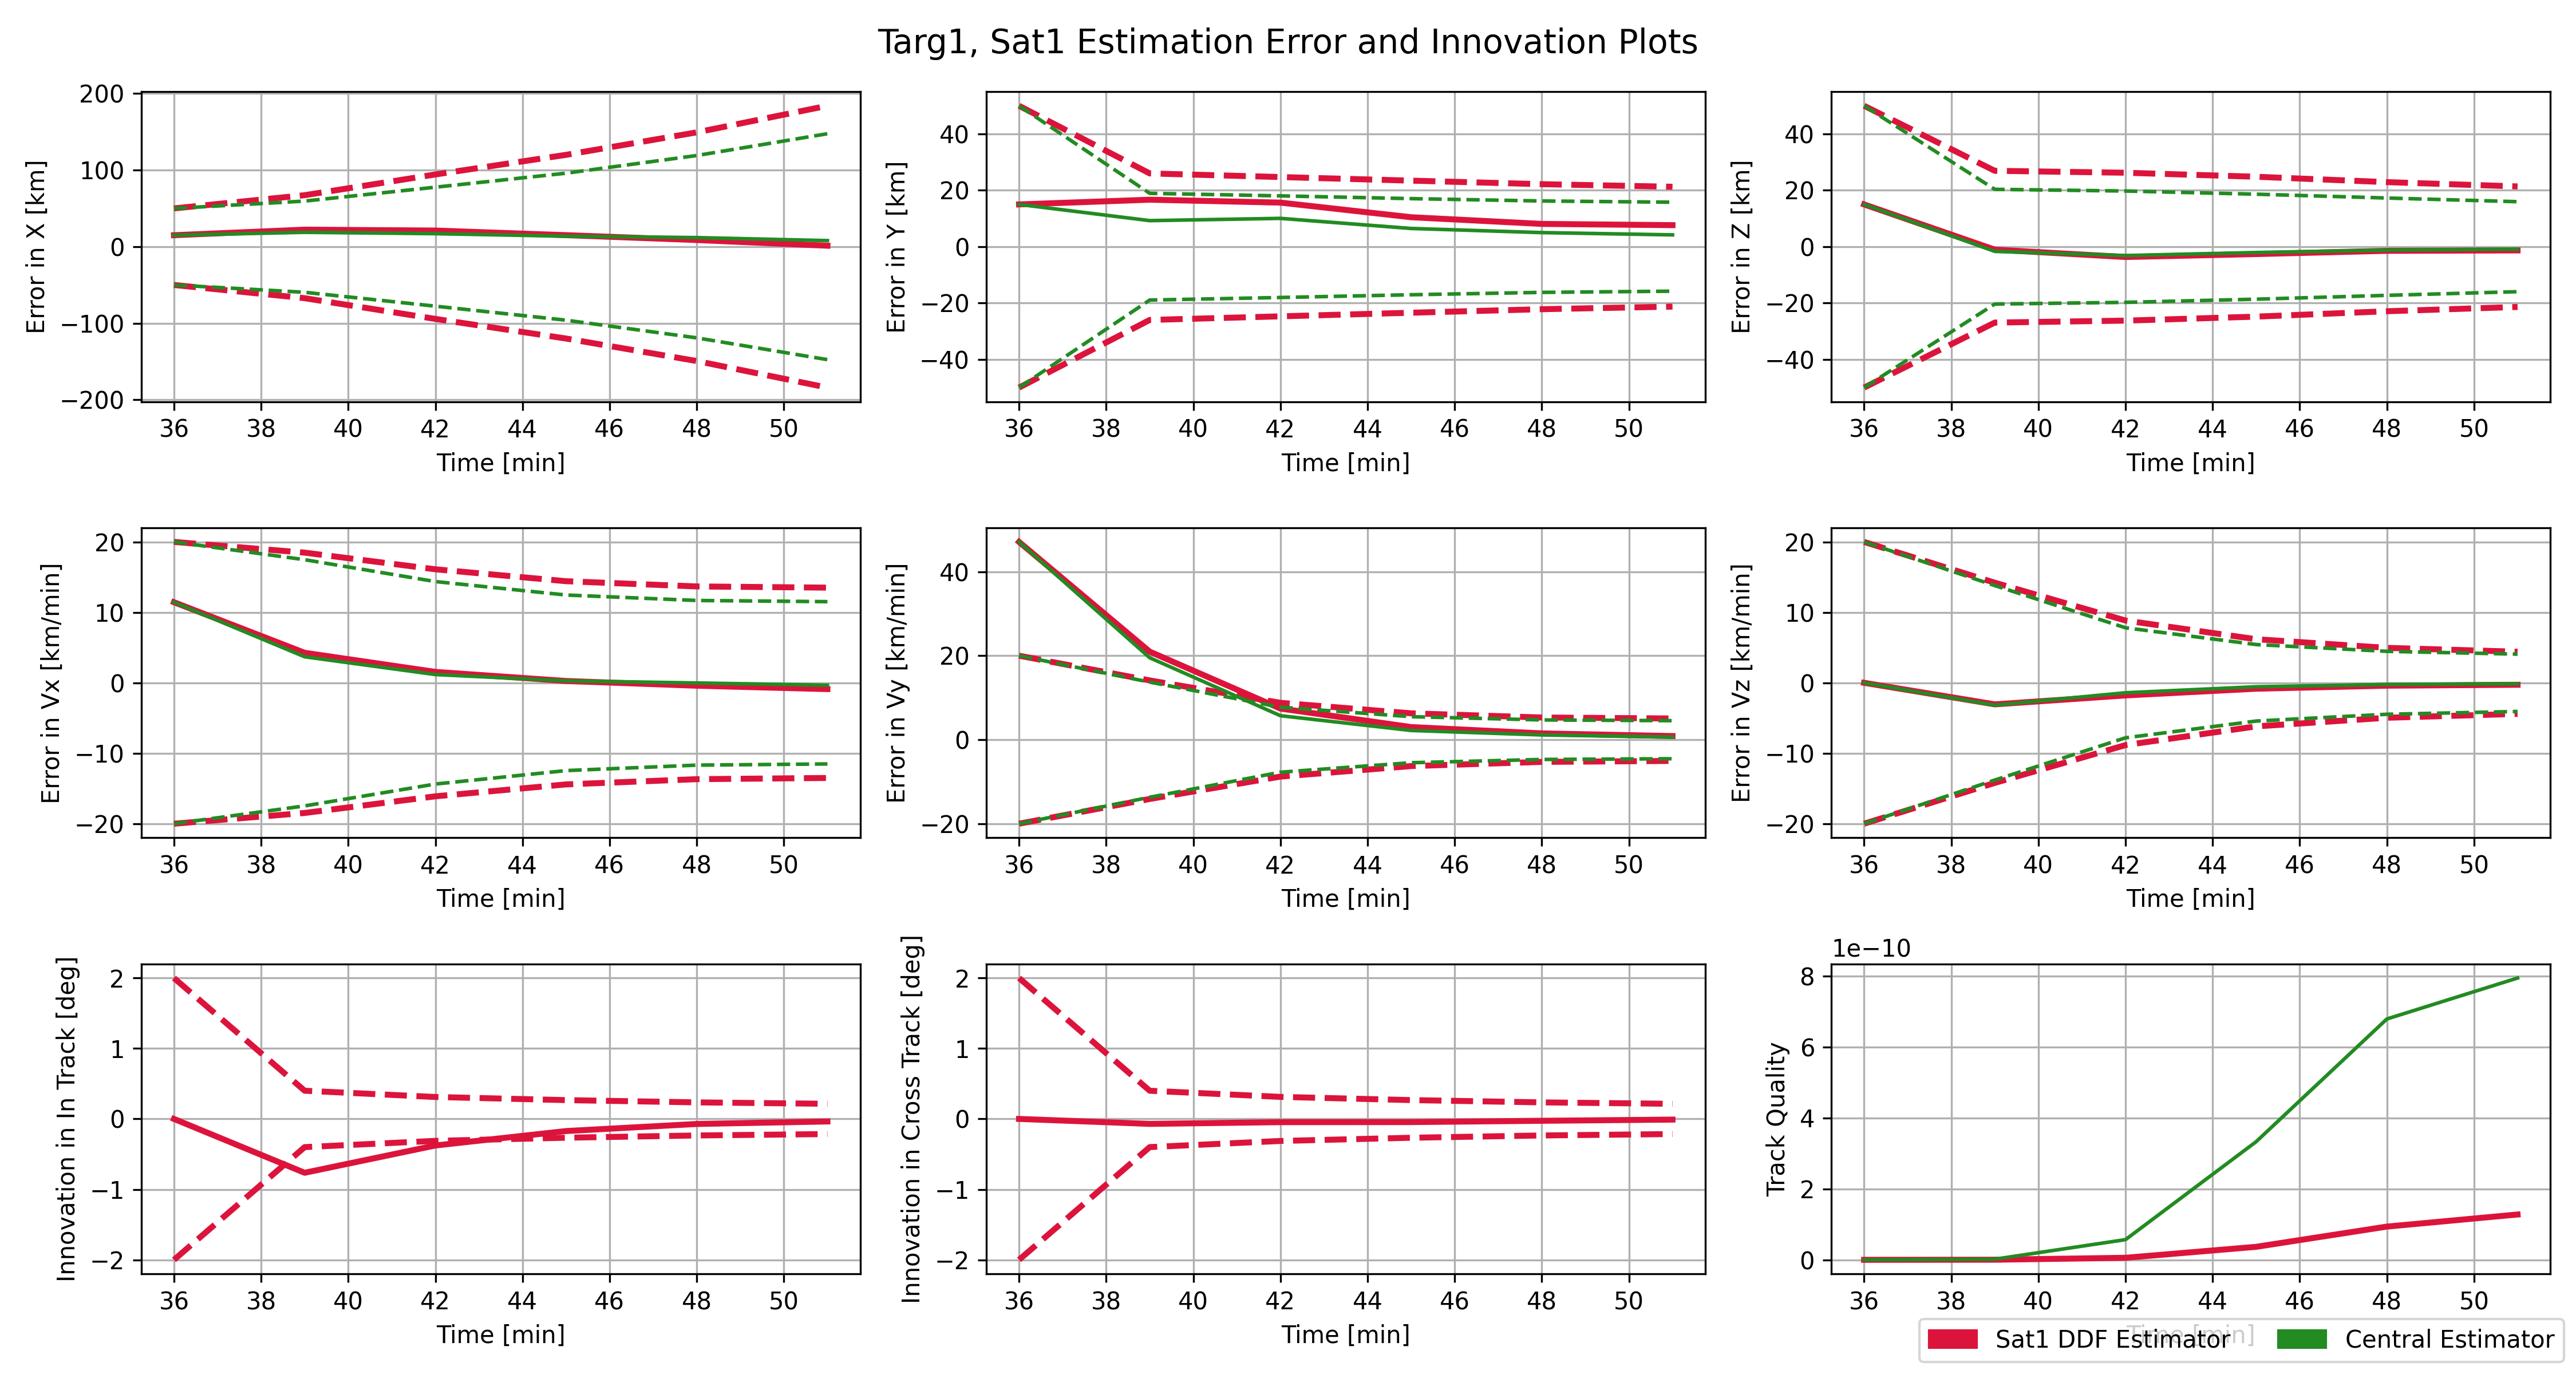 Targ1, Sat1 Estimation Error and Innovation Plots
Error in X [km]
200
100
0
−100
−200
36 38 40 42 44 46 48 50
Time [min]
Error in Y [km]
40
20
0
−20
−40
36 38 40 42 44 46 48 50
Time [min]
Error in Z [km]
40
20
0
−20
−40
36 38 40 42 44 46 48 50
Time [min]
Error in Vx [km/min]
20
10
0
−10
−20
36 38 40 42 44 46 48 50
Time [min]
Error in Vy [km/min]
40
20
0
−20
36 38 40 42 44 46 48 50
Time [min]
Error in Vz [km/min]
20
10
0
−10
−20
36 38 40 42 44 46 48 50
Time [min]
Innovation in In Track [deg]
2
1
0
−1
−2
36 38 40 42 44 46 48 50
Time [min]
Innovation in Cross Track [deg]
2
1
0
−1
−2
36 38 40 42 44 46 48 50
Time [min]
1e−10
Track Quality
8
6
4
2
0
36 38 40 42 44 46 48 50
Time [min]
Sat1 DDF Estimator
Central Estimator